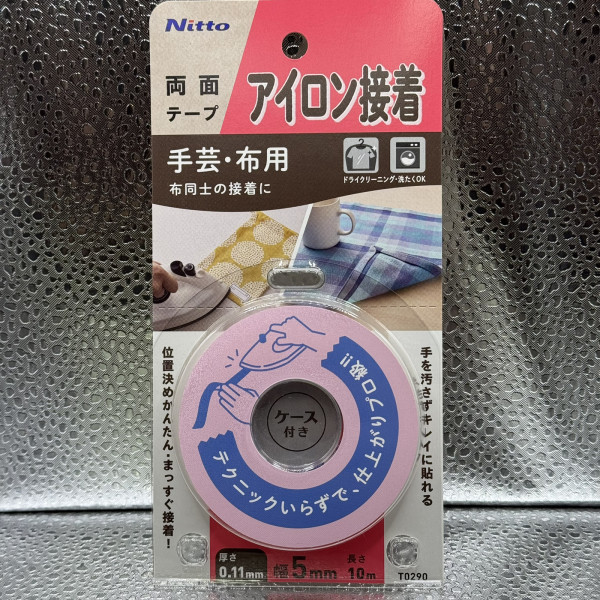 Nitto
両面
テープ
アイロン接着
手芸・布用
布同士の接着に
ドライクリーニング・洗たくOK
位置決めかんたん・まっすぐ接着!
手を汚さずキレイに貼れる
テクニックいらずで、仕上がりプロ級!!
ケース
付き
厚さ
0.11mm
幅5mm
長さ
10m
T0290